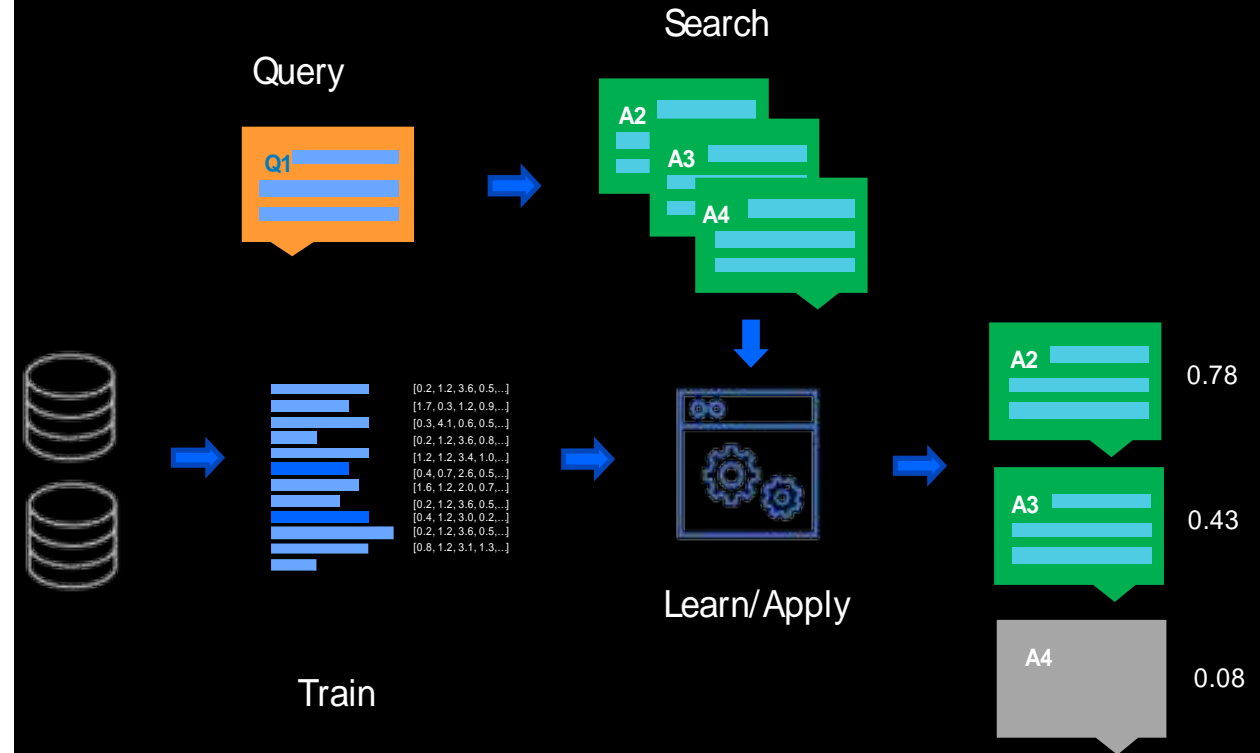 Search
Query
A2
Q1
A3
A4
[0.2, 1.2, 3.6, 0.5,...]
[1.7, 0.3, 1.2, 0.9,...]
[0.3, 4.1, 0.6, 0.5,...]
[0.2, 1.2, 3.6, 0.8,...]
[1.2, 1.2, 3.4, 1.0,...]
[0.4, 0.7, 2.6, 0.5,...]
[1.6, 1.2, 2.0, 0.7,...]
[0.2, 1.2, 3.6, 0.5,...]
[0.4, 1.2, 3.0, 0.2,...]
[0.2, 1.2, 3.6, 0.5,...]
[0.8, 1.2, 3.1, 1.3,...]
Train
Learn/Apply
A2
0.78
A3
0.43
A4
0.08